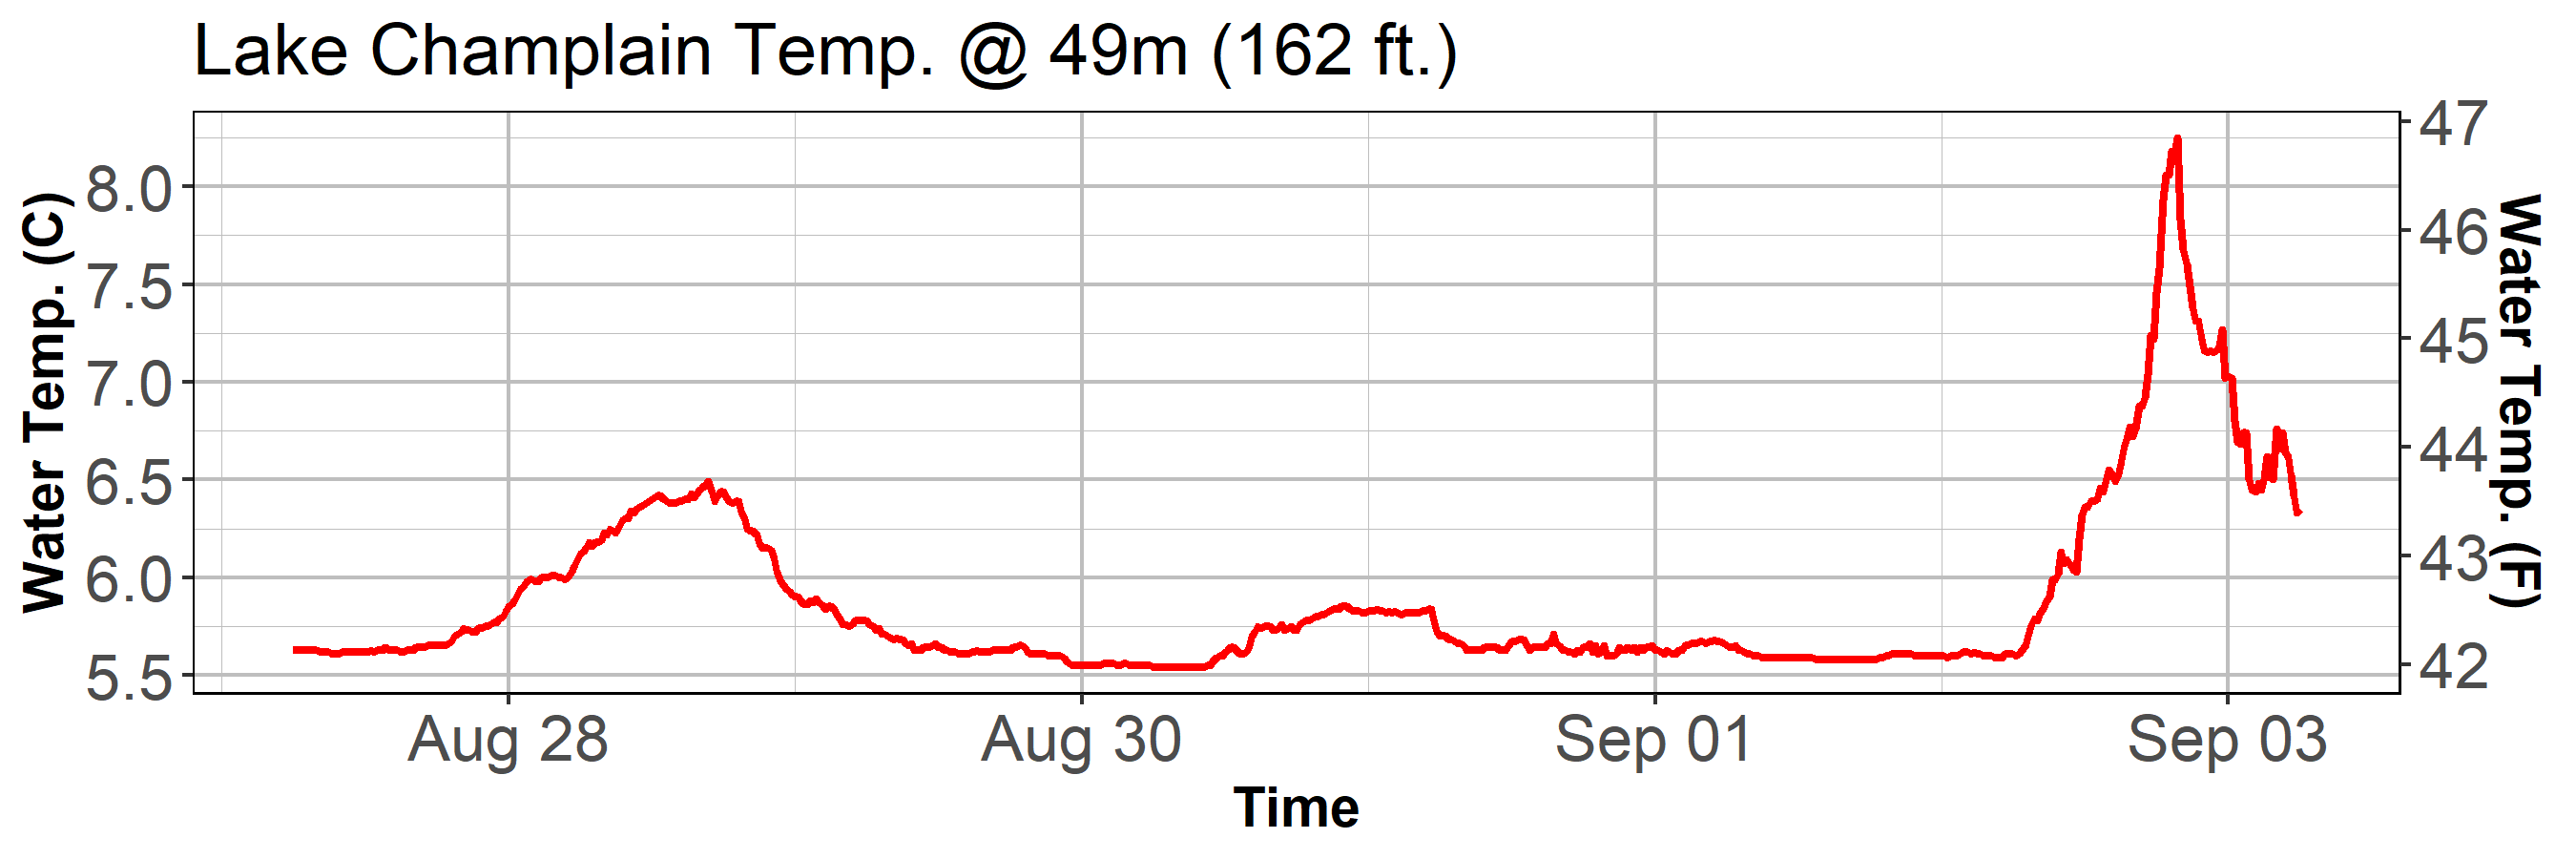 Lake Champlain Temp. @ 49m (162 ft.)
Water Temp. (C)
8.0
7.5
7.0
6.5
6.0
5.5
47
46
45
44
43
42
Water Temp. (F)
Aug 28 Aug 30 Sep 01 Sep 03
Time